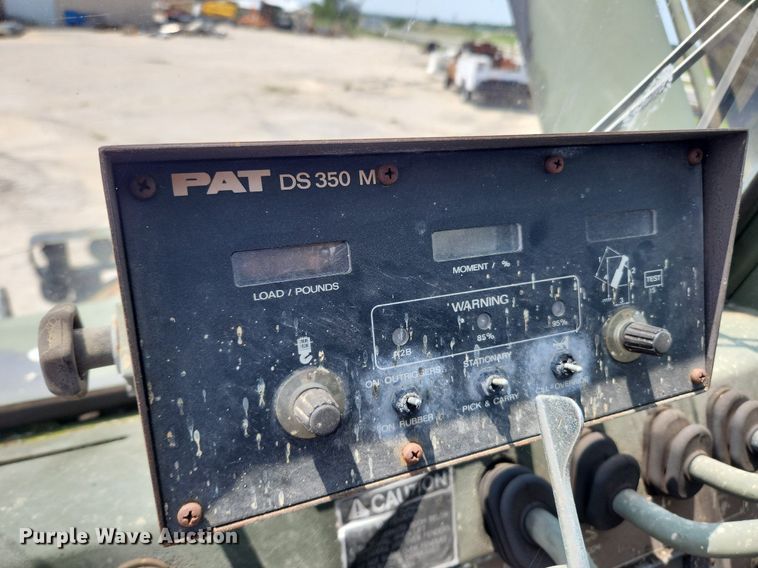 PAT DS 350 M
LOAD / POUNDS
MOMENT / %
TEST
WARNING
A2B
85%
95%
ON OUTRIGGERS
STATIONARY
ON RUBBER
PICK & CARRY
CAUTION
Purple Wave Auction